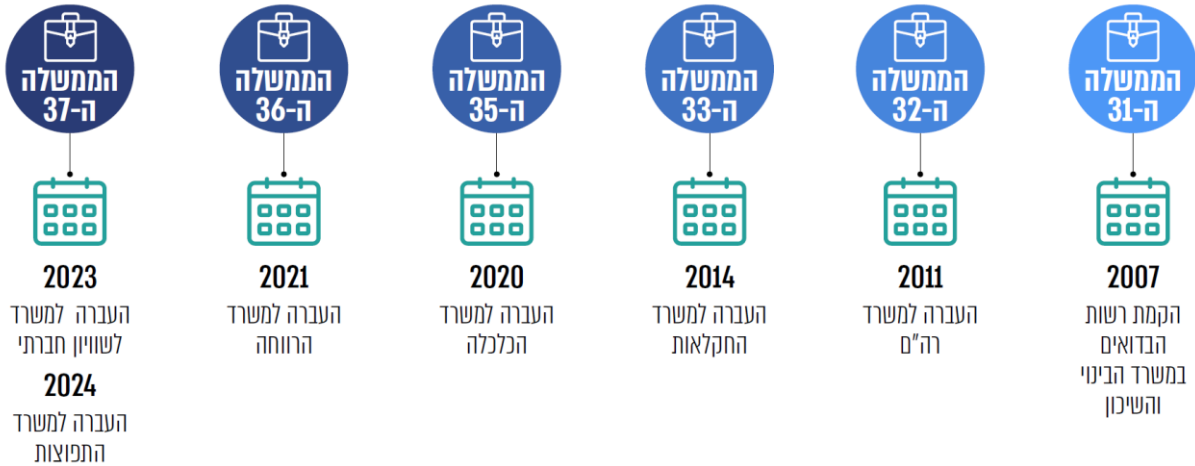 הממשלה
ה-31
2007
הקמת רשות
הבדואים
במשרד הבינוי
והשיכון
הממשלה
ה-32
2011
העברה למשרד
רה"מ
הממשלה
ה-33
2014
העברה למשרד
החקלאות
הממשלה
ה-35
2020
העברה למשרד
הכלכלה
הממשלה
ה-36
2021
העברה למשרד
הרווחה
הממשלה
ה-37
2023
העברה למשרד
לשוויון חברתי
2024
העברה למשרד
התפוצות